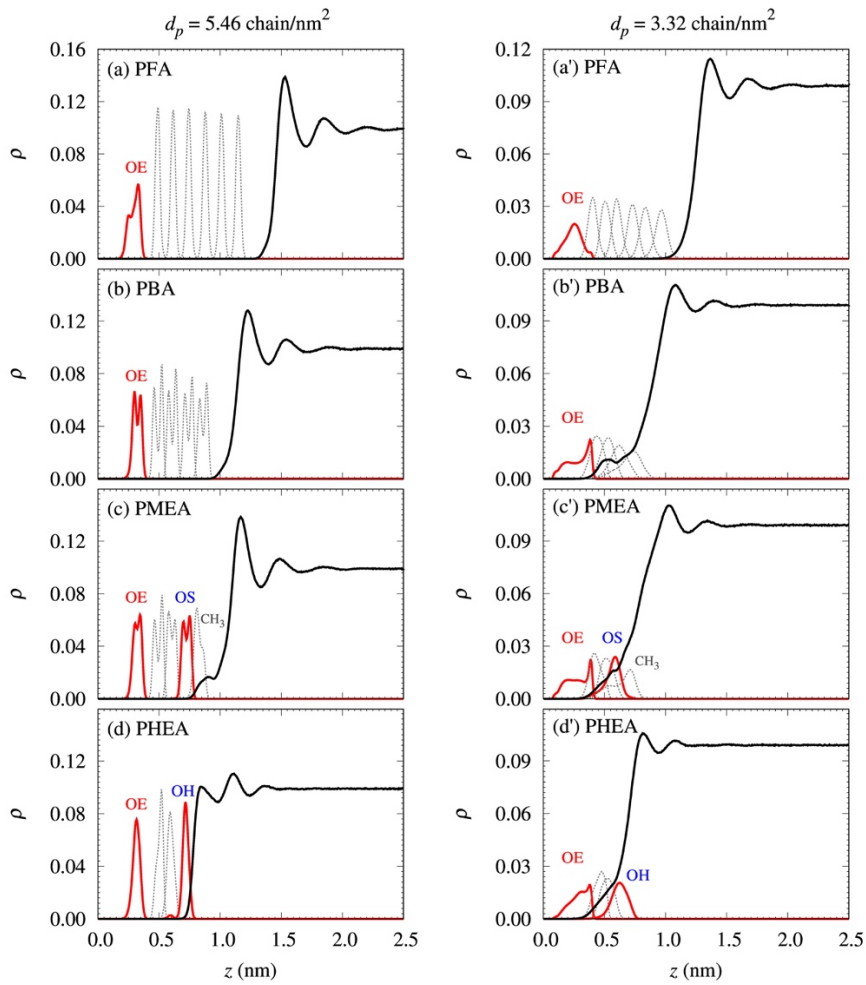 d_p = 5.46 chain/nm²
d_p = 3.32 chain/nm²
0.16
0.12
0.08
0.04
0.00
ρ
(a) PFA
OE
0.12
0.09
0.06
0.03
0.00
ρ
(a') PFA
OE
0.12
0.08
0.04
0.00
ρ
(b) PBA
OE
0.09
0.06
0.03
0.00
ρ
(b') PBA
OE
0.12
0.08
0.04
0.00
ρ
(c) PMEA
OE
OS
CH₃
0.09
0.06
0.03
0.00
ρ
(c') PMEA
OE
OS
CH₃
0.12
0.08
0.04
0.00
ρ
(d) PHEA
OE
OH
0.0 0.5 1.0 1.5 2.0 2.5
z (nm)
0.09
0.06
0.03
0.00
ρ
(d') PHEA
OE
OH
0.0 0.5 1.0 1.5 2.0 2.5
z (nm)